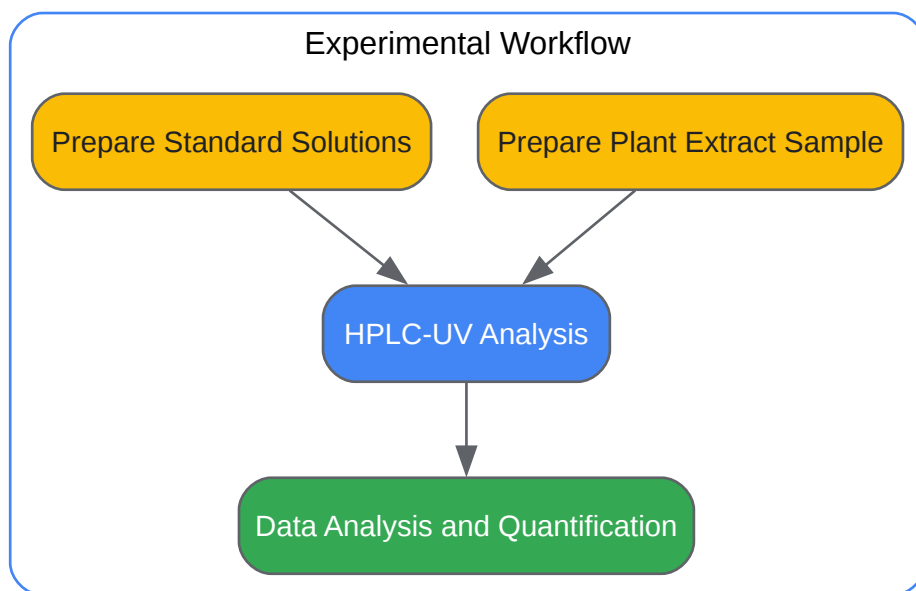 Experimental Workflow
Prepare Standard Solutions
Prepare Plant Extract Sample
HPLC-UV Analysis
Data Analysis and Quantification